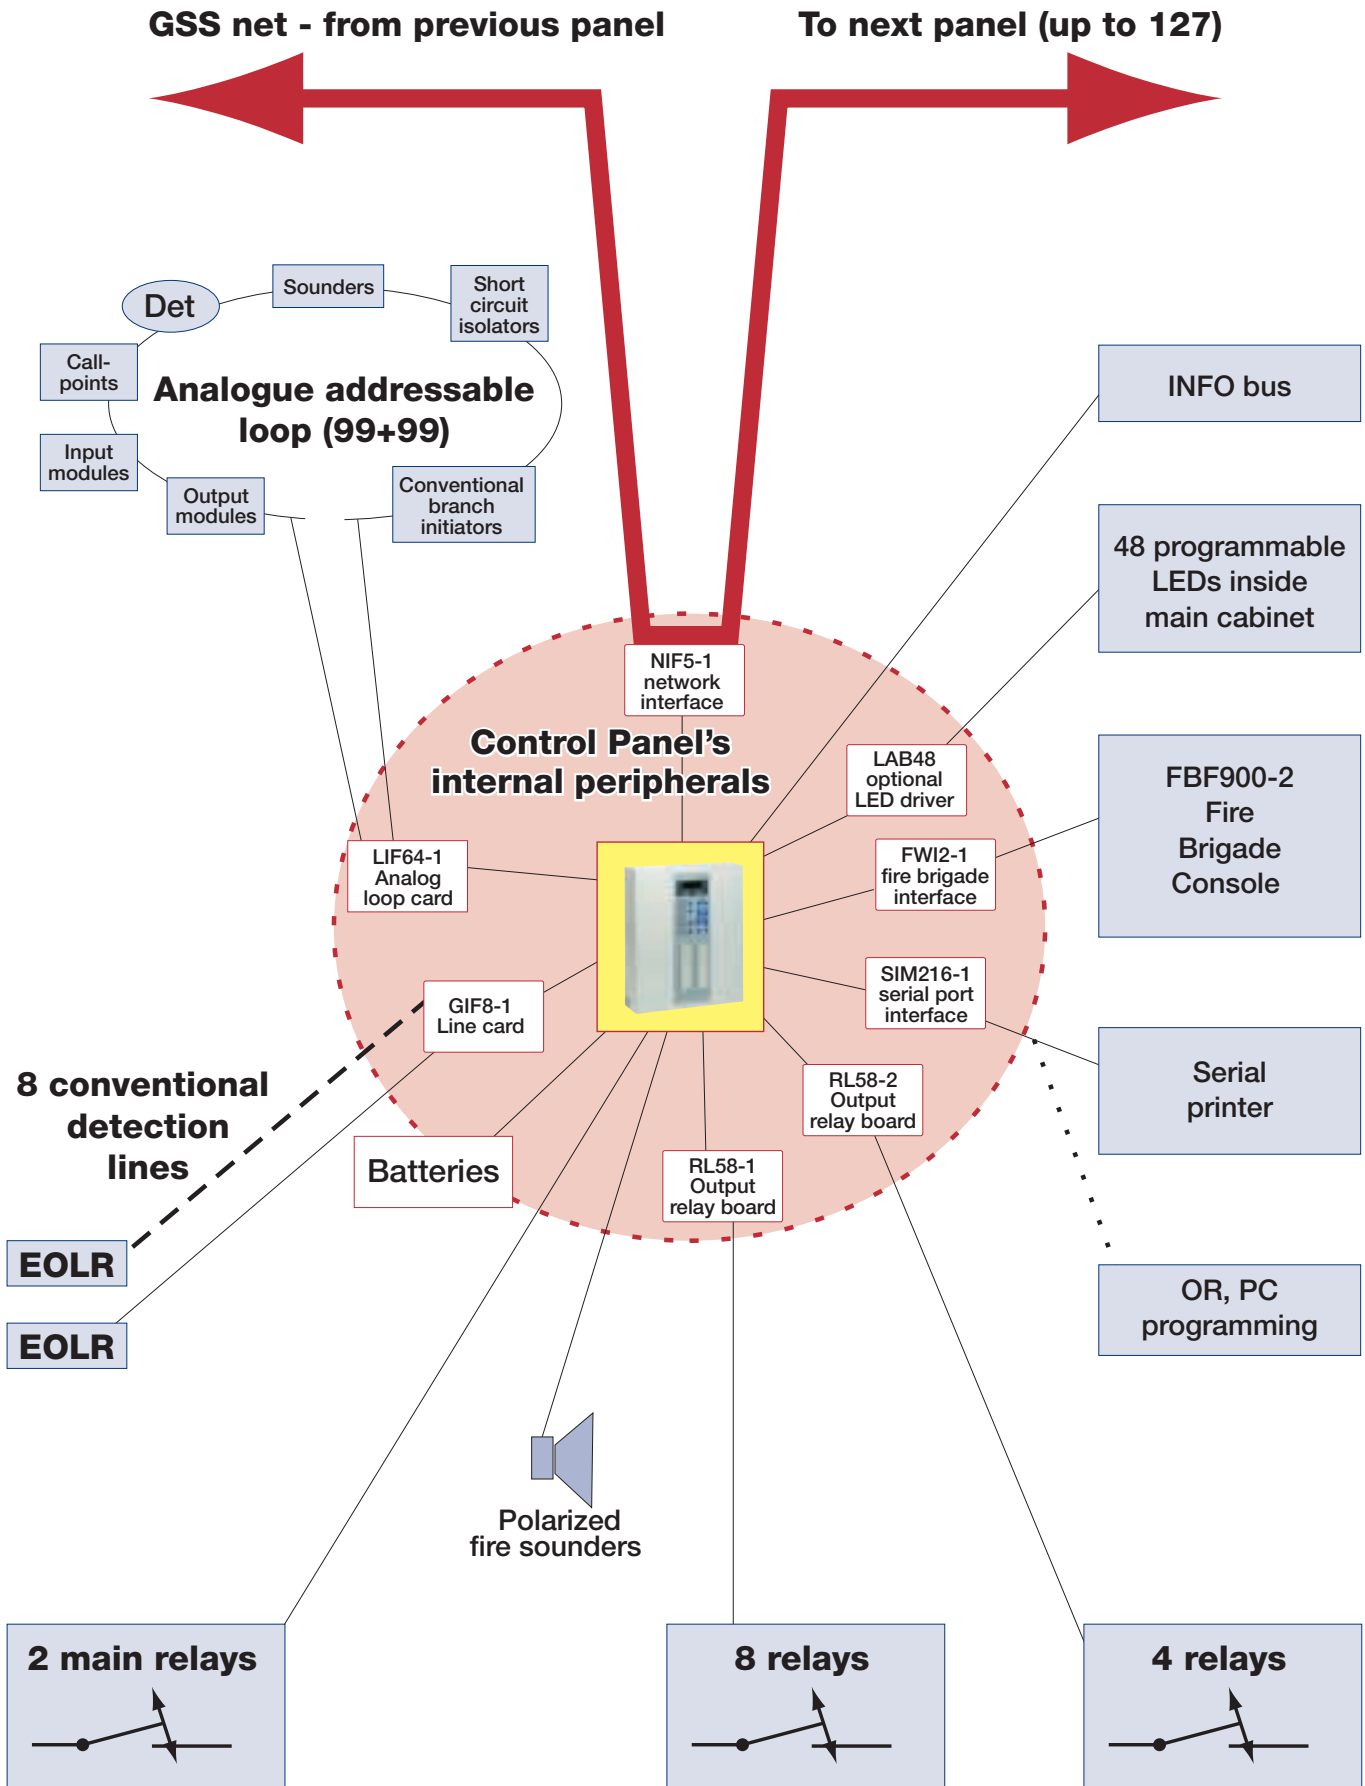 GSS net - from previous panel
To next panel (up to 127)
Det
Sounders
Short
circuit
isolators
Call-
points
Analogue addressable
loop (99+99)
Input
modules
Output
modules
Conventional
branch
initiators
INFO bus
48 programmable
LEDs inside
main cabinet
NIF5-1
network
interface
Control Panel's
internal peripherals
LAB48
optional
LED driver
FBF900-2
Fire
Brigade
Console
LIF64-1
Analog
loop card
FWI2-1
fire brigade
interface
SIM216-1
serial port
interface
GIF8-1
Line card
8 conventional
detection
lines
Serial
printer
RL58-2
Output
relay board
Batteries
RL58-1
Output
relay board
EOLR
EOLR
OR, PC
programming
Polarized
fire sounders
2 main relays
8 relays
4 relays